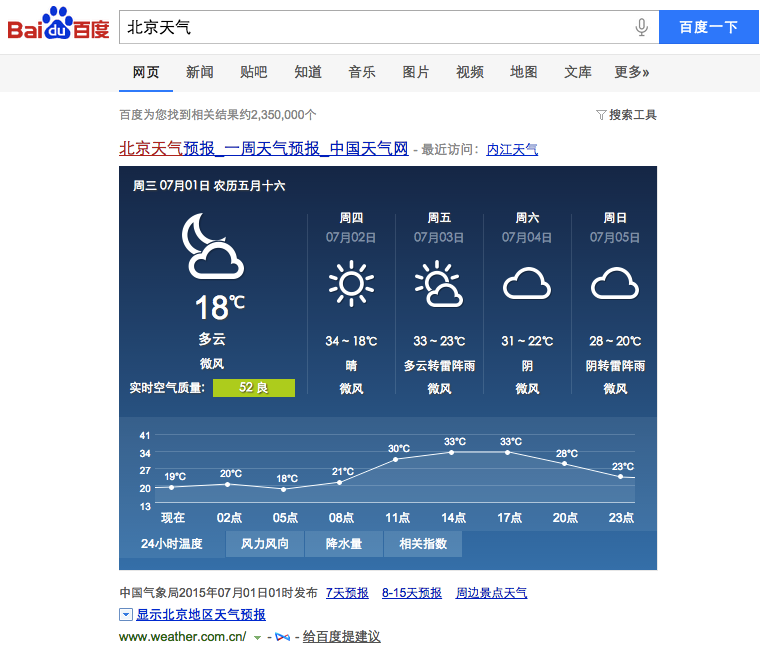 Bai du 百度 北京天气 百度一下
网页 新闻 贴吧 知道 音乐 图片 视频 地图 文库 更多»
百度为您找到相关结果约2,350,000个 搜索工具
北京天气预报_一周天气预报_中国天气网 - 最近访问: 内江天气
周三 07月01日 农历五月十六
周四 周五 周六 周日
07月02日 07月03日 07月04日 07月05日
18℃
多云
微风
实时空气质量: 52 良
34 ~ 18℃ 33 ~ 23℃ 31 ~ 22℃ 28 ~ 20℃
晴 多云转雷阵雨 阴 阴转雷阵雨
微风 微风 微风 微风
41
34
27
20
13
19℃ 20℃ 18℃ 21℃ 30℃ 33℃ 33℃ 28℃ 23℃
现在 02点 05点 08点 11点 14点 17点 20点 23点
24小时温度 风力风向 降水量 相关指数
中国气象局2015年07月01日01时发布 7天预报 8-15天预报 周边景点天气
显示北京地区天气预报
www.weather.com.cn/ - - 给百度提建议